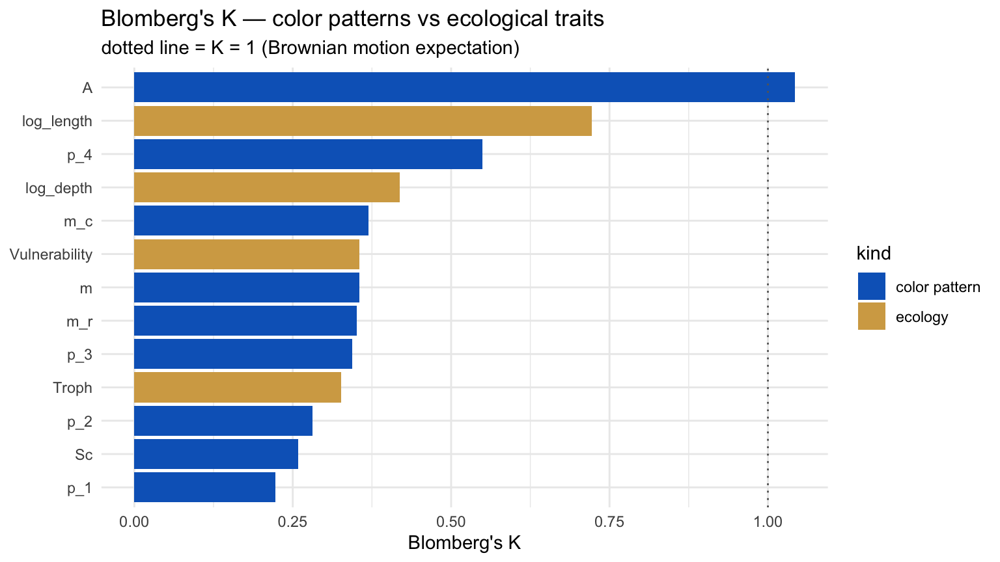 Blomberg's K — color patterns vs ecological traits
dotted line = K = 1 (Brownian motion expectation)
A
log_length
p_4
log_depth
m_c
Vulnerability
m
m_r
p_3
Troph
p_2
Sc
p_1
0.00 0.25 0.50 0.75 1.00
Blomberg's K
kind
color pattern
ecology